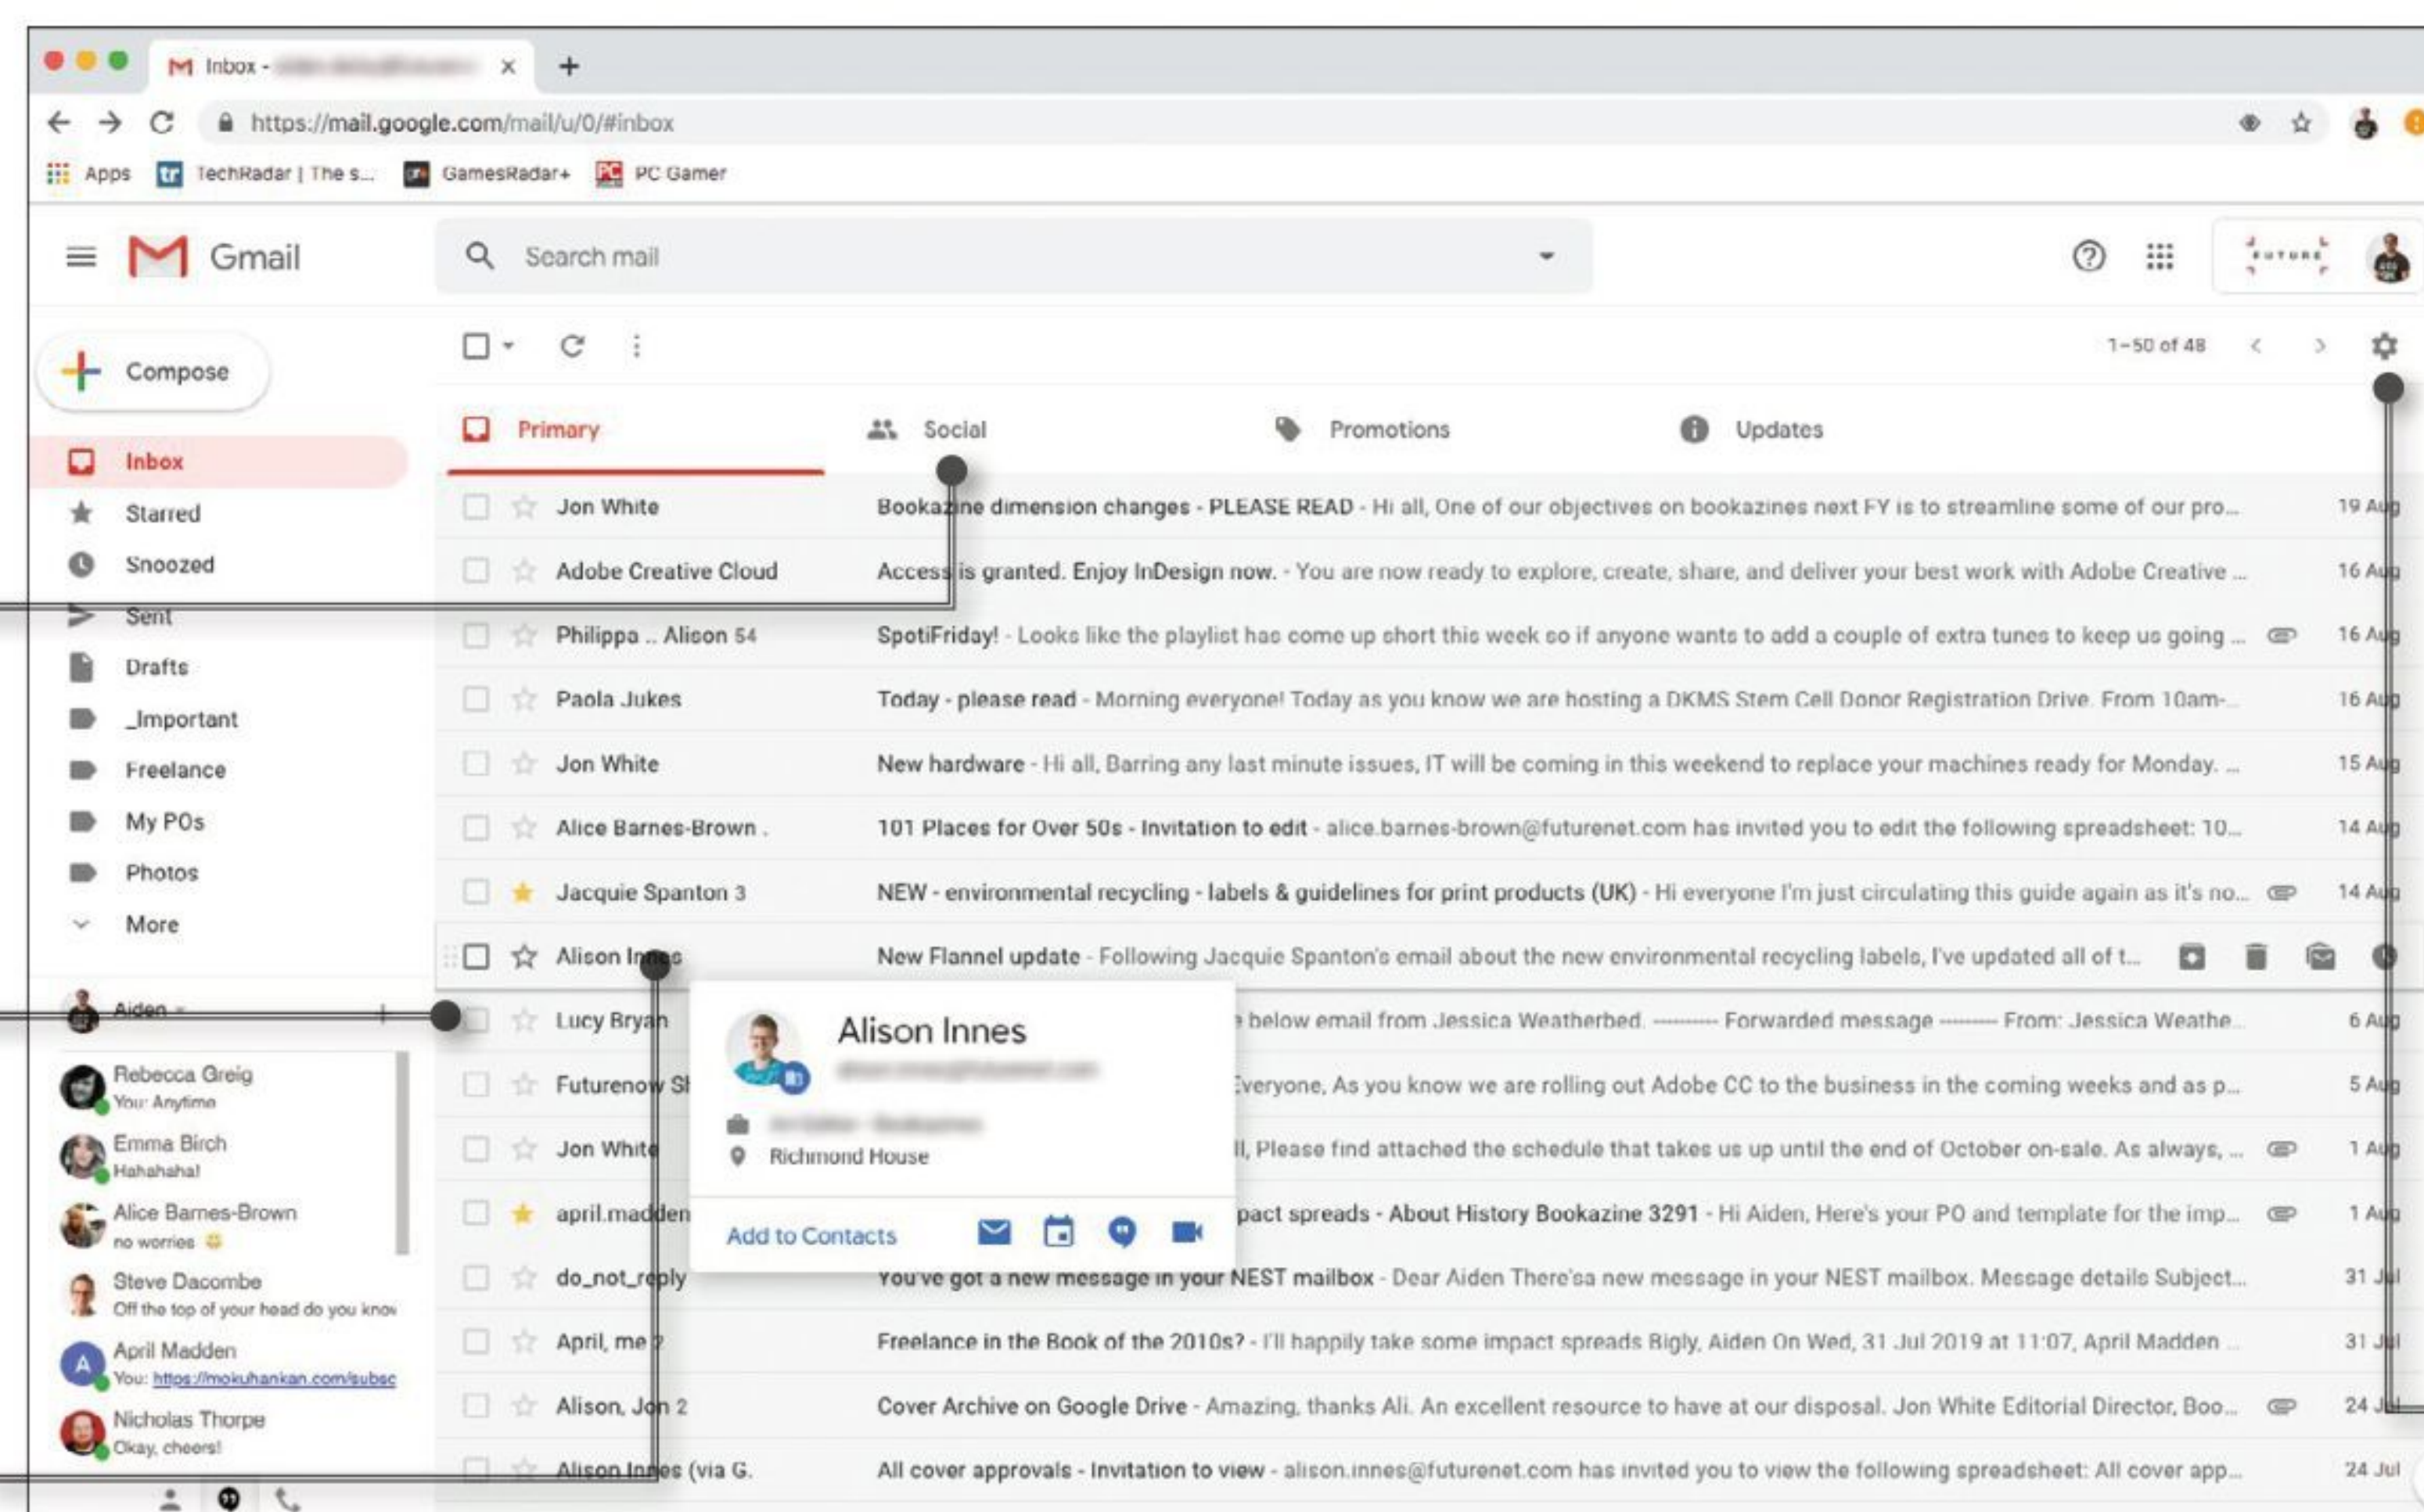 Inbox -
https://mail.google.com/mail/u/0/#inbox
Apps TechRadar | The s... GamesRadar+ PC PC Gamer
Gmail Search mail FUTURE
Compose 1–50 of 48
Primary Social Promotions Updates
Inbox
Starred
Snoozed
Sent
Drafts
_Important
Freelance
My POs
Photos
More
Jon White Bookazine dimension changes - PLEASE READ - Hi all, One of our objectives on bookazines next FY is to streamline some of our pro... 19 Aug
Adobe Creative Cloud Access is granted. Enjoy InDesign now. - You are now ready to explore, create, share, and deliver your best work with Adobe Creative ... 16 Aug
Philippa .. Alison 54 SpotiFriday! - Looks like the playlist has come up short this week so if anyone wants to add a couple of extra tunes to keep us going ... 16 Aug
Paola Jukes Today - please read - Morning everyone! Today as you know we are hosting a DKMS Stem Cell Donor Registration Drive. From 10am-... 16 Aug
Jon White New hardware - Hi all, Barring any last minute issues, IT will be coming in this weekend to replace your machines ready for Monday. ... 15 Aug
Alice Barnes-Brown . 101 Places for Over 50s - Invitation to edit - alice.barnes-brown@futurenet.com has invited you to edit the following spreadsheet: 10... 14 Aug
Jacquie Spanton 3 NEW - environmental recycling - labels & guidelines for print products (UK) - Hi everyone I'm just circulating this guide again as it's no... 14 Aug
Alison Innes New Flannel update - Following Jacquie Spanton's email about the new environmental recycling labels, I've updated all of t...
Lucy Bryan below email from Jessica Weatherbed. ---------- Forwarded message --------- From: Jessica Weathe... 6 Aug
Futurenow Everyone, As you know we are rolling out Adobe CC to the business in the coming weeks and as p... 5 Aug
Jon White Please find attached the schedule that takes us up until the end of October on-sale. As always, ... 1 Aug
april.madden pact spreads - About History Bookazine 3291 - Hi Aiden, Here's your PO and template for the imp... 1 Aug
do_not_reply You've got a new message in your NEST mailbox - Dear Aiden There'sa new message in your NEST mailbox. Message details Subject... 31 Jul
April, me 2 Freelance in the Book of the 2010s? - I'll happily take some impact spreads Bigly, Aiden On Wed, 31 Jul 2019 at 11:07, April Madden ... 31 Jul
Alison, Jon 2 Cover Archive on Google Drive - Amazing, thanks Ali. An excellent resource to have at our disposal. Jon White Editorial Director, Boo... 24 Jul
Alison Innes (via G. All cover approvals - Invitation to view - alison.innes@futurenet.com has invited you to view the following spreadsheet: All cover app... 24 Jul
Alison Innes
Richmond House
Add to Contacts
Aiden
Rebecca Greig
You: Anytime
Emma Birch
Hahahaha!
Alice Barnes-Brown
no worries 😀
Steve Dacombe
Off the top of your head do you know
A April Madden
You: https://mokuhankan.com/subsc
Nicholas Thorpe
Okay, cheers!